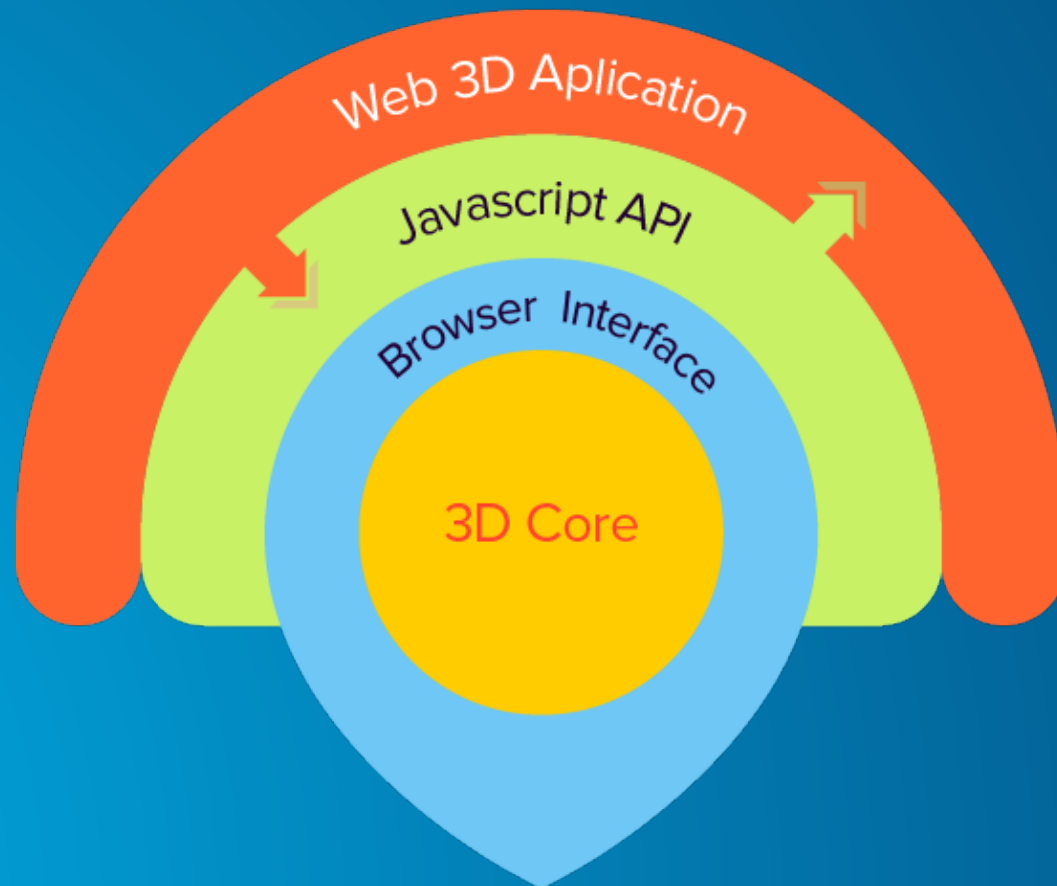 Web 3D Aplication
Javascript API
Browser Interface
3D Core